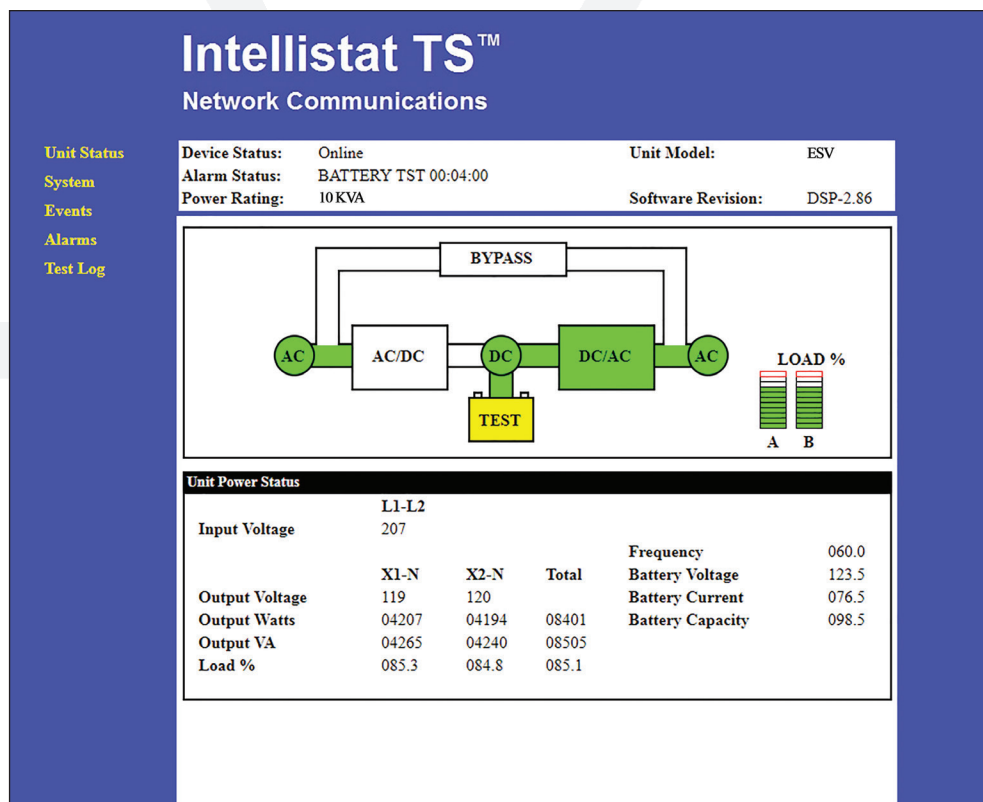 Intellistat TS™
Network Communications
Unit Status
System
Events
Alarms
Test Log
Device Status: Online Unit Model: ESV
Alarm Status: BATTERY TST 00:04:00
Power Rating: 10 KVA Software Revision: DSP-2.86
BYPASS
AC AC/DC DC DC/AC AC
TEST
LOAD %
A B
Unit Power Status
L1-L2
Input Voltage 207
Frequency 060.0
X1-N X2-N Total Battery Voltage 123.5
Output Voltage 119 120 Battery Current 076.5
Output Watts 04207 04194 08401 Battery Capacity 098.5
Output VA 04265 04240 08505
Load % 085.3 084.8 085.1